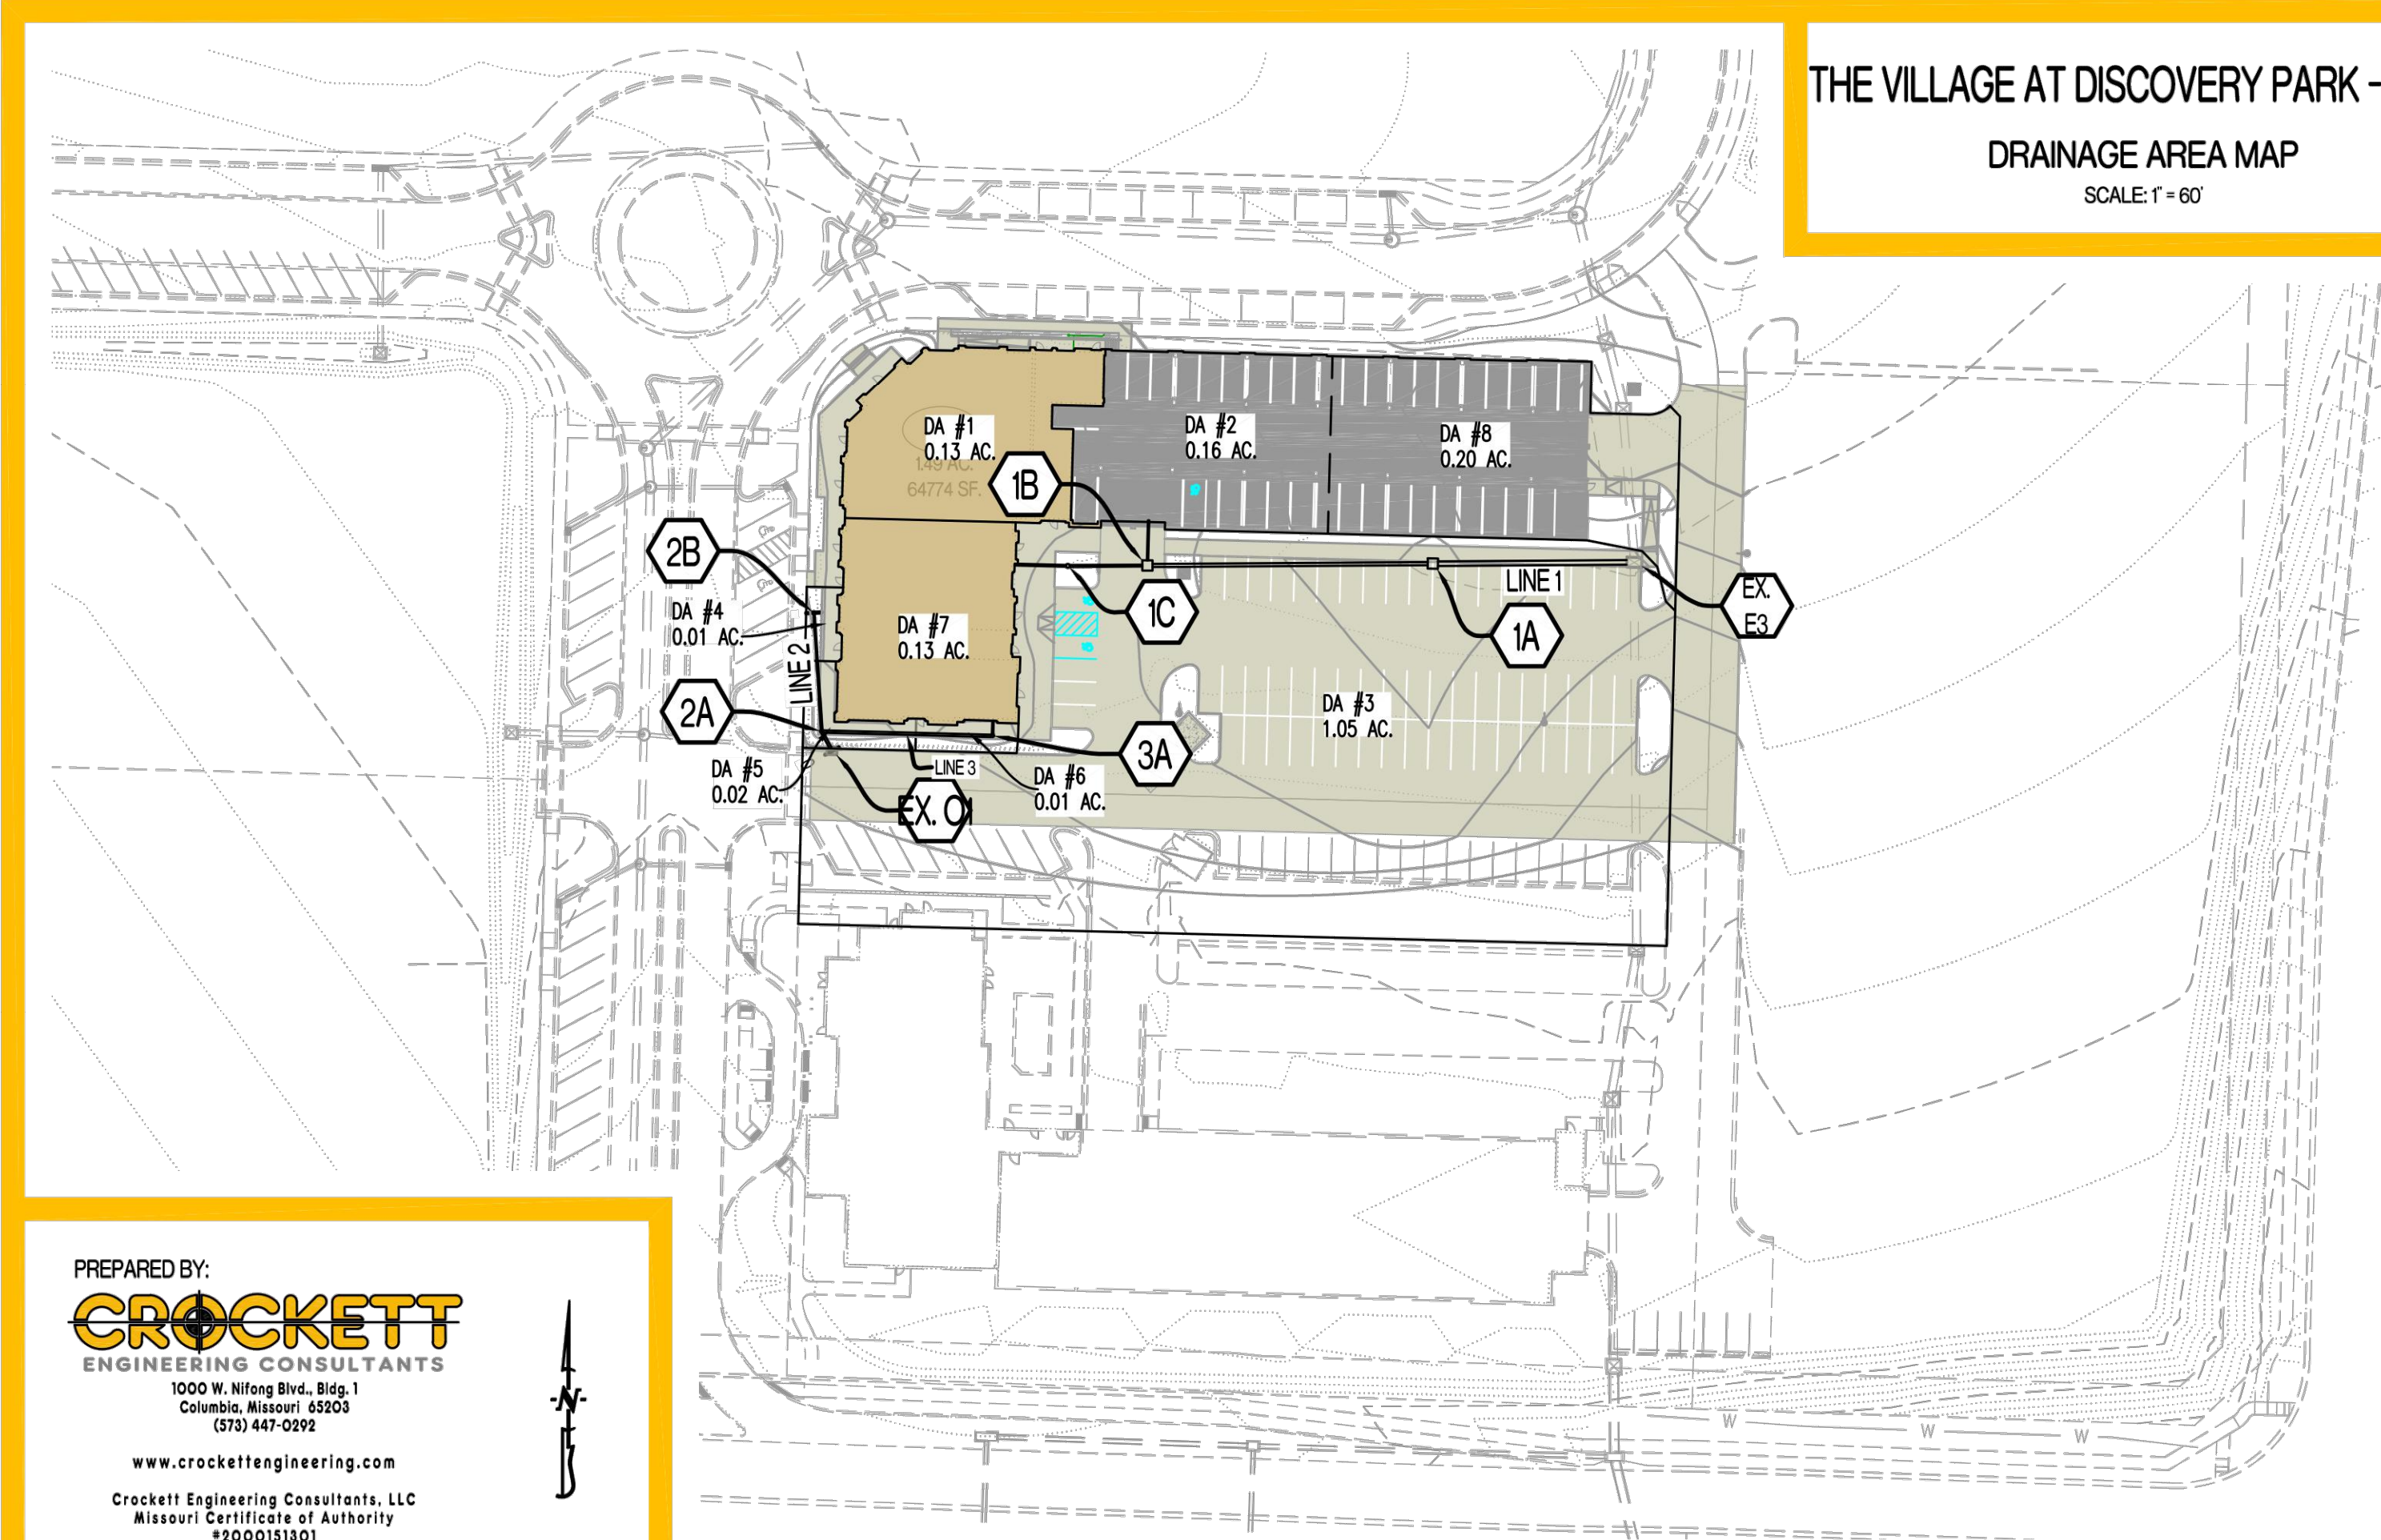 THE VILLAGE AT DISCOVERY PARK -
DRAINAGE AREA MAP
SCALE: 1" = 60'
DA #1
0.13 AC.
1.49 AC.
64774 SF.
DA #2
0.16 AC.
DA #8
0.20 AC.
1B
2B
DA #4
0.01 AC.
LINE 2
DA #7
0.13 AC.
1C
LINE 1
1A
EX.
E3
2A
DA #3
1.05 AC.
3A
DA #5
0.02 AC.
LINE 3
EX. O1
DA #6
0.01 AC.
W
W
W
PREPARED BY:
CROCKETT
ENGINEERING CONSULTANTS
1000 W. Nifong Blvd., Bldg. 1
Columbia, Missouri 65203
(573) 447-0292
www.crockettengineering.com
Crockett Engineering Consultants, LLC
Missouri Certificate of Authority
#2000151301
N